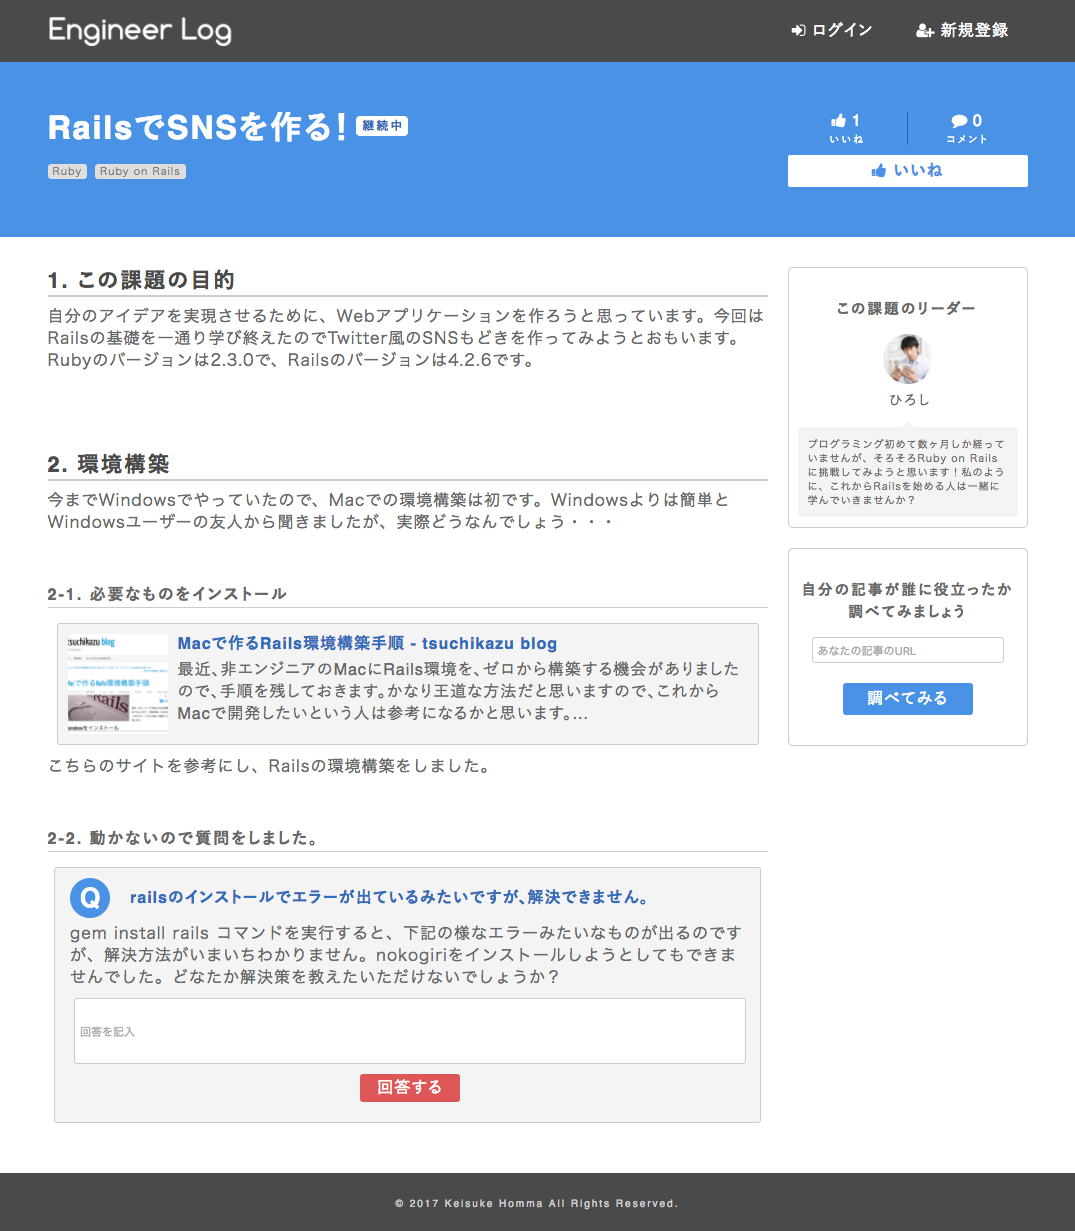 Engineer Log
ログイン
新規登録
RailsでSNSを作る！ 継続中
Ruby Ruby on Rails
1
いいね
0
コメント
いいね
1. この課題の目的
自分のアイデアを実現させるために、Webアプリケーションを作ろうと思っています。今回は
Railsの基礎を一通り学び終えたのでTwitter風のSNSもどきを作ってみようとおもいます。
Rubyのバージョンは2.3.0で、Railsのバージョンは4.2.6です。
2. 環境構築
今までWindowsでやっていたので、Macでの環境構築は初です。Windowsよりは簡単と
Windowsユーザーの友人から聞きましたが、実際どうなんでしょう・・・
2-1. 必要なものをインストール
tsuchikazu blog
Macで作るRails環境構築手順
Macで作るRails環境構築手順 - tsuchikazu blog
最近、非エンジニアのMacにRails環境を、ゼロから構築する機会がありました
ので、手順を残しておきます。かなり王道な方法だと思いますので、これから
Macで開発したいという人は参考になるかと思います。...
こちらのサイトを参考にし、Railsの環境構築をしました。
2-2. 動かないので質問をしました。
Q railsのインストールでエラーが出ているみたいですが、解決できません。
gem install rails コマンドを実行すると、下記の様なエラーみたいなものが出るのです
が、解決方法がいまいちわかりません。nokogiriをインストールしようとしてもできま
せんでした。どなたか解決策を教えたいただけないでしょうか？
回答を記入
回答する
この課題のリーダー
ひろし
プログラミング初めて数ヶ月しか経って
いませんが、そろそろRuby on Rails
に挑戦してみようと思います！私のよう
に、これからRailsを始める人は一緒に
学んでいきませんか？
自分の記事が誰に役立ったか
調べてみましょう
あなたの記事のURL
調べてみる
© 2017 Keisuke Homma All Rights Reserved.